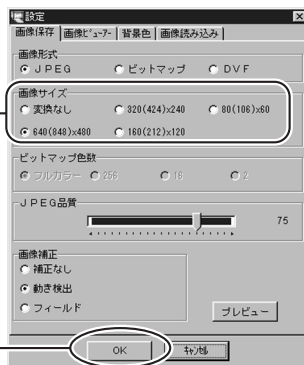 設定
画像保存 画像ﾋﾞｭｰｱｰ 背景色 画像読み込み
画像形式
JPEG ビットマップ DVF
画像サイズ
変換なし 320(424)×240 80(106)×60
640(848)×480 160(212)×120
ビットマップ色数
フルカラー 256 16 2
JPEG品質
75
画像補正
補正なし
動き検出
フィールド
プレビュー
OK ｷｬﾝｾﾙ